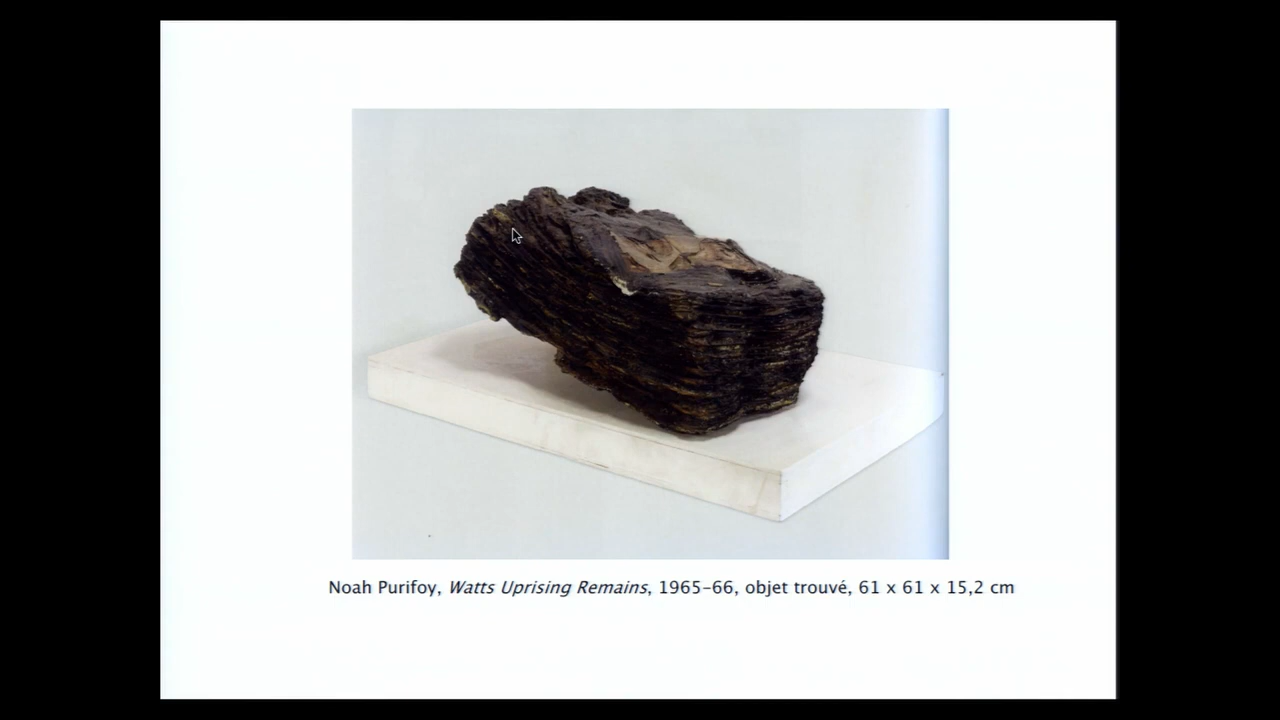 Noah Purifoy, Watts Uprising Remains, 1965-66, objet trouvé, 61 x 61 x 15,2 cm